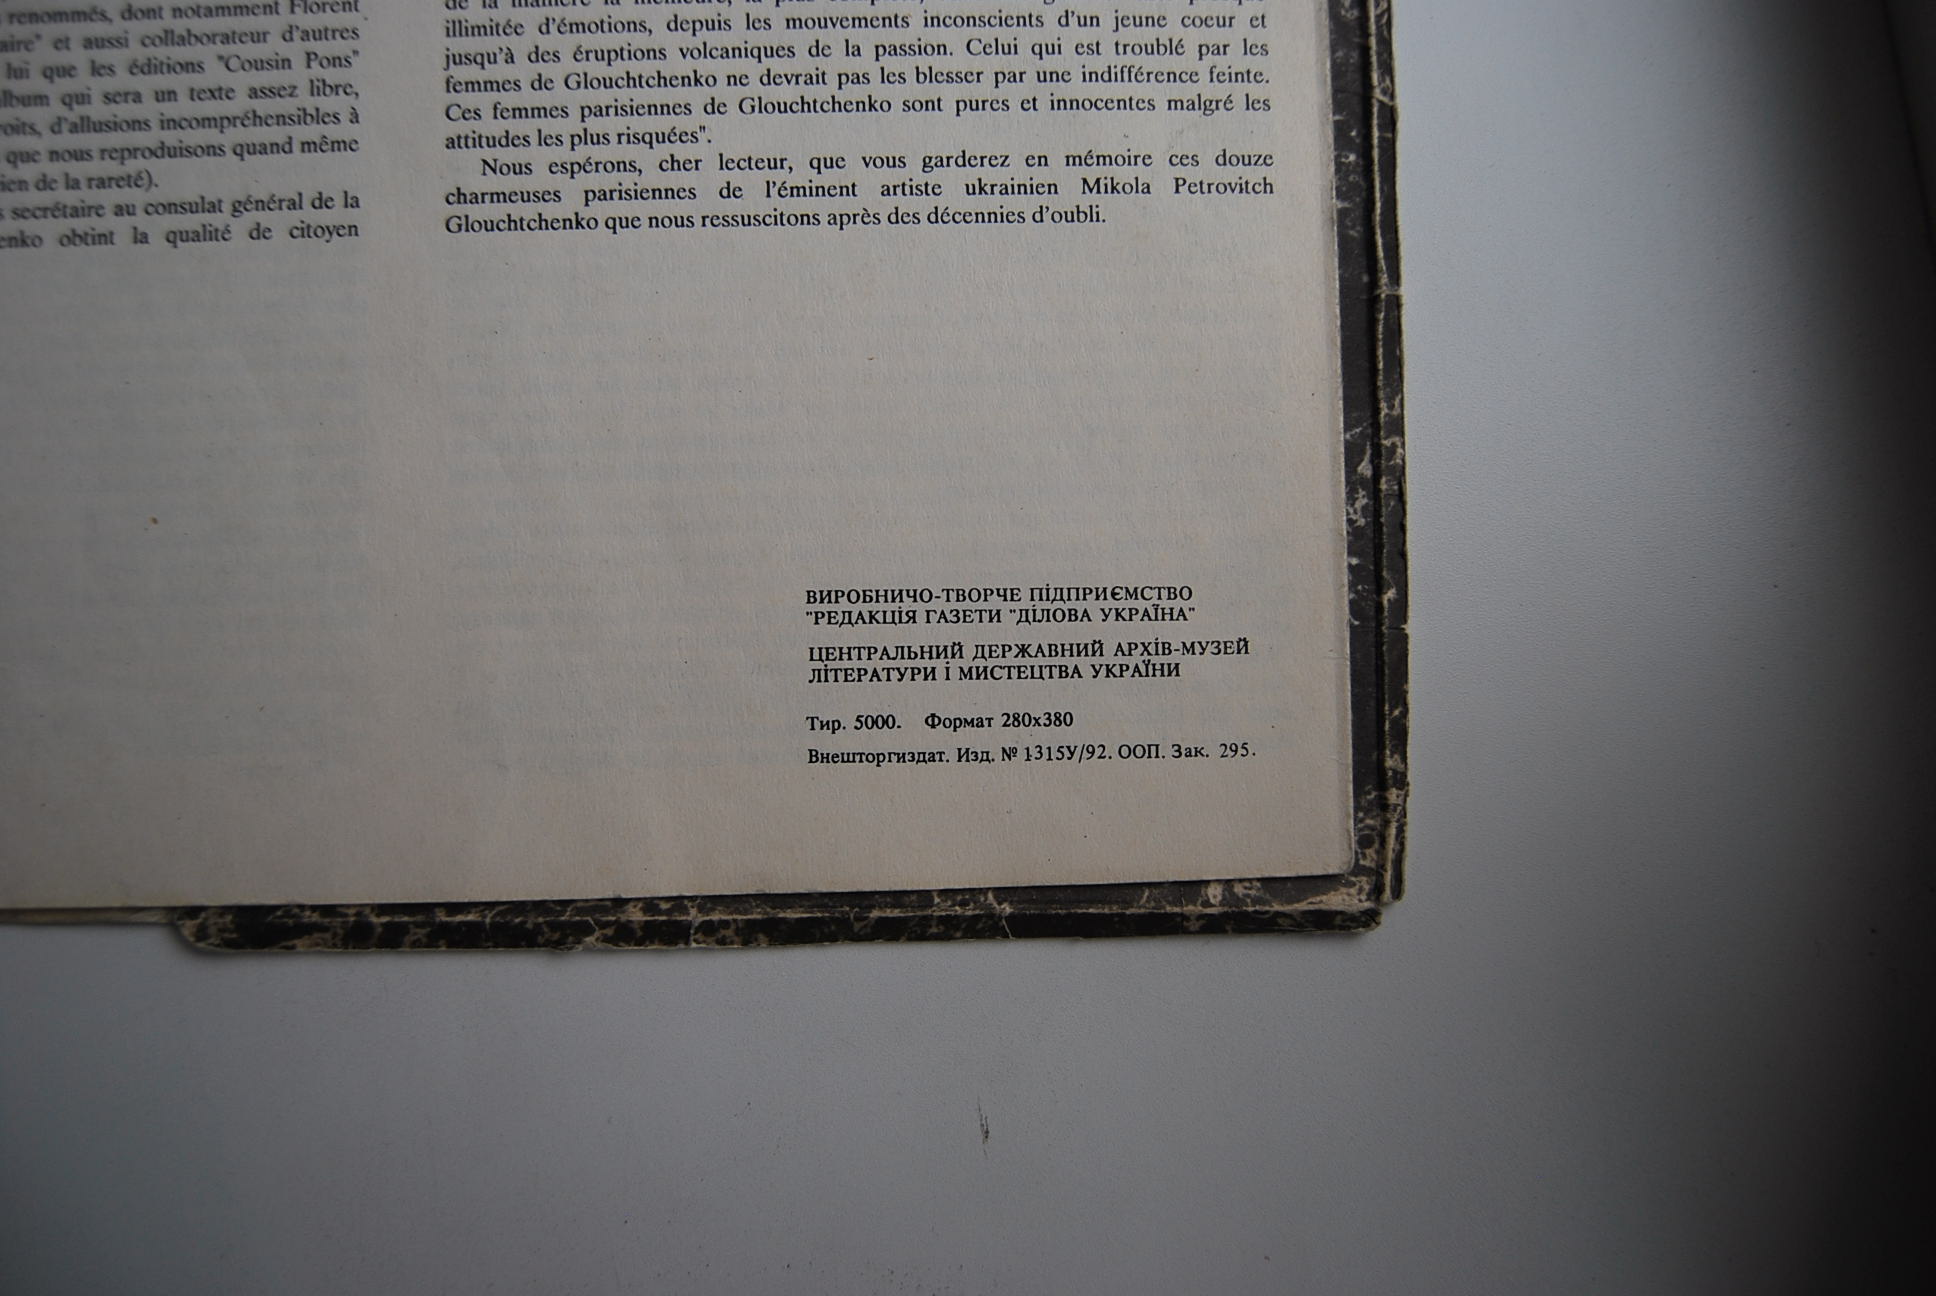 renommés, dont notamment Florent
aire" et aussi collaborateur d'autres
lui que les éditions "Cousin Pons"
album qui sera un texte assez libre,
roits, d'allusions incompréhensibles à
que nous reproduisons quand même
ien de la rareté).
secrétaire au consulat général de la
enko obtint la qualité de citoyen
illimitée d'émotions, depuis les mouvements inconscients d'un jeune coeur et
jusqu'à des éruptions volcaniques de la passion. Celui qui est troublé par les
femmes de Glouchtchenko ne devrait pas les blesser par une indifférence feinte.
Ces femmes parisiennes de Glouchtchenko sont pures et innocentes malgré les
attitudes les plus risquées".
Nous espérons, cher lecteur, que vous garderez en mémoire ces douze
charmeuses parisiennes de l'éminent artiste ukrainien Mikola Petrovitch
Glouchtchenko que nous ressuscitons après des décennies d'oubli.
ВИРОБНИЧО-ТВОРЧЕ ПІДПРИЄМСТВО
"РЕДАКЦІЯ ГАЗЕТИ "ДІЛОВА УКРАЇНА"
ЦЕНТРАЛЬНИЙ ДЕРЖАВНИЙ АРХІВ-МУЗЕЙ
ЛІТЕРАТУРИ І МИСТЕЦТВА УКРАЇНИ
Тир. 5000. Формат 280х380
Внешторгиздат. Изд. № 1315У/92. ООП. Зак. 295.